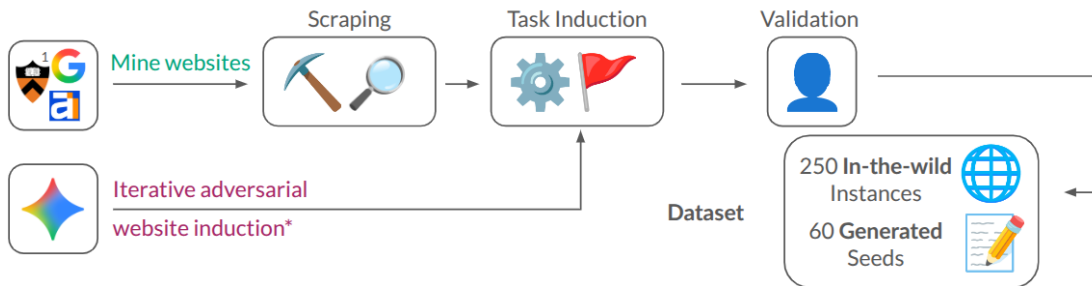 Scraping
Task Induction
Validation
1
Mine websites
Iterative adversarial
website induction*
Dataset
250 In-the-wild
Instances
60 Generated
Seeds